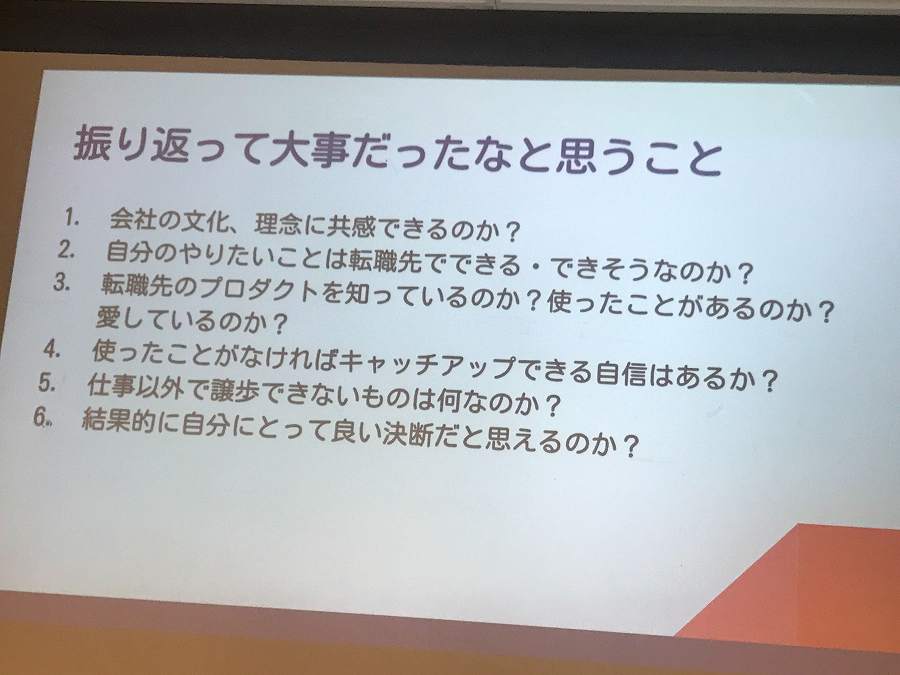 振り返って大事だったなと思うこと
1. 会社の文化、理念に共感できるのか？
2. 自分のやりたいことは転職先でできる・できそうなのか？
3. 転職先のプロダクトを知っているのか？使ったことがあるのか？
愛しているのか？
4. 使ったことがなければキャッチアップできる自信はあるか？
5. 仕事以外で譲歩できないものは何なのか？
6. 結果的に自分にとって良い決断だと思えるのか？